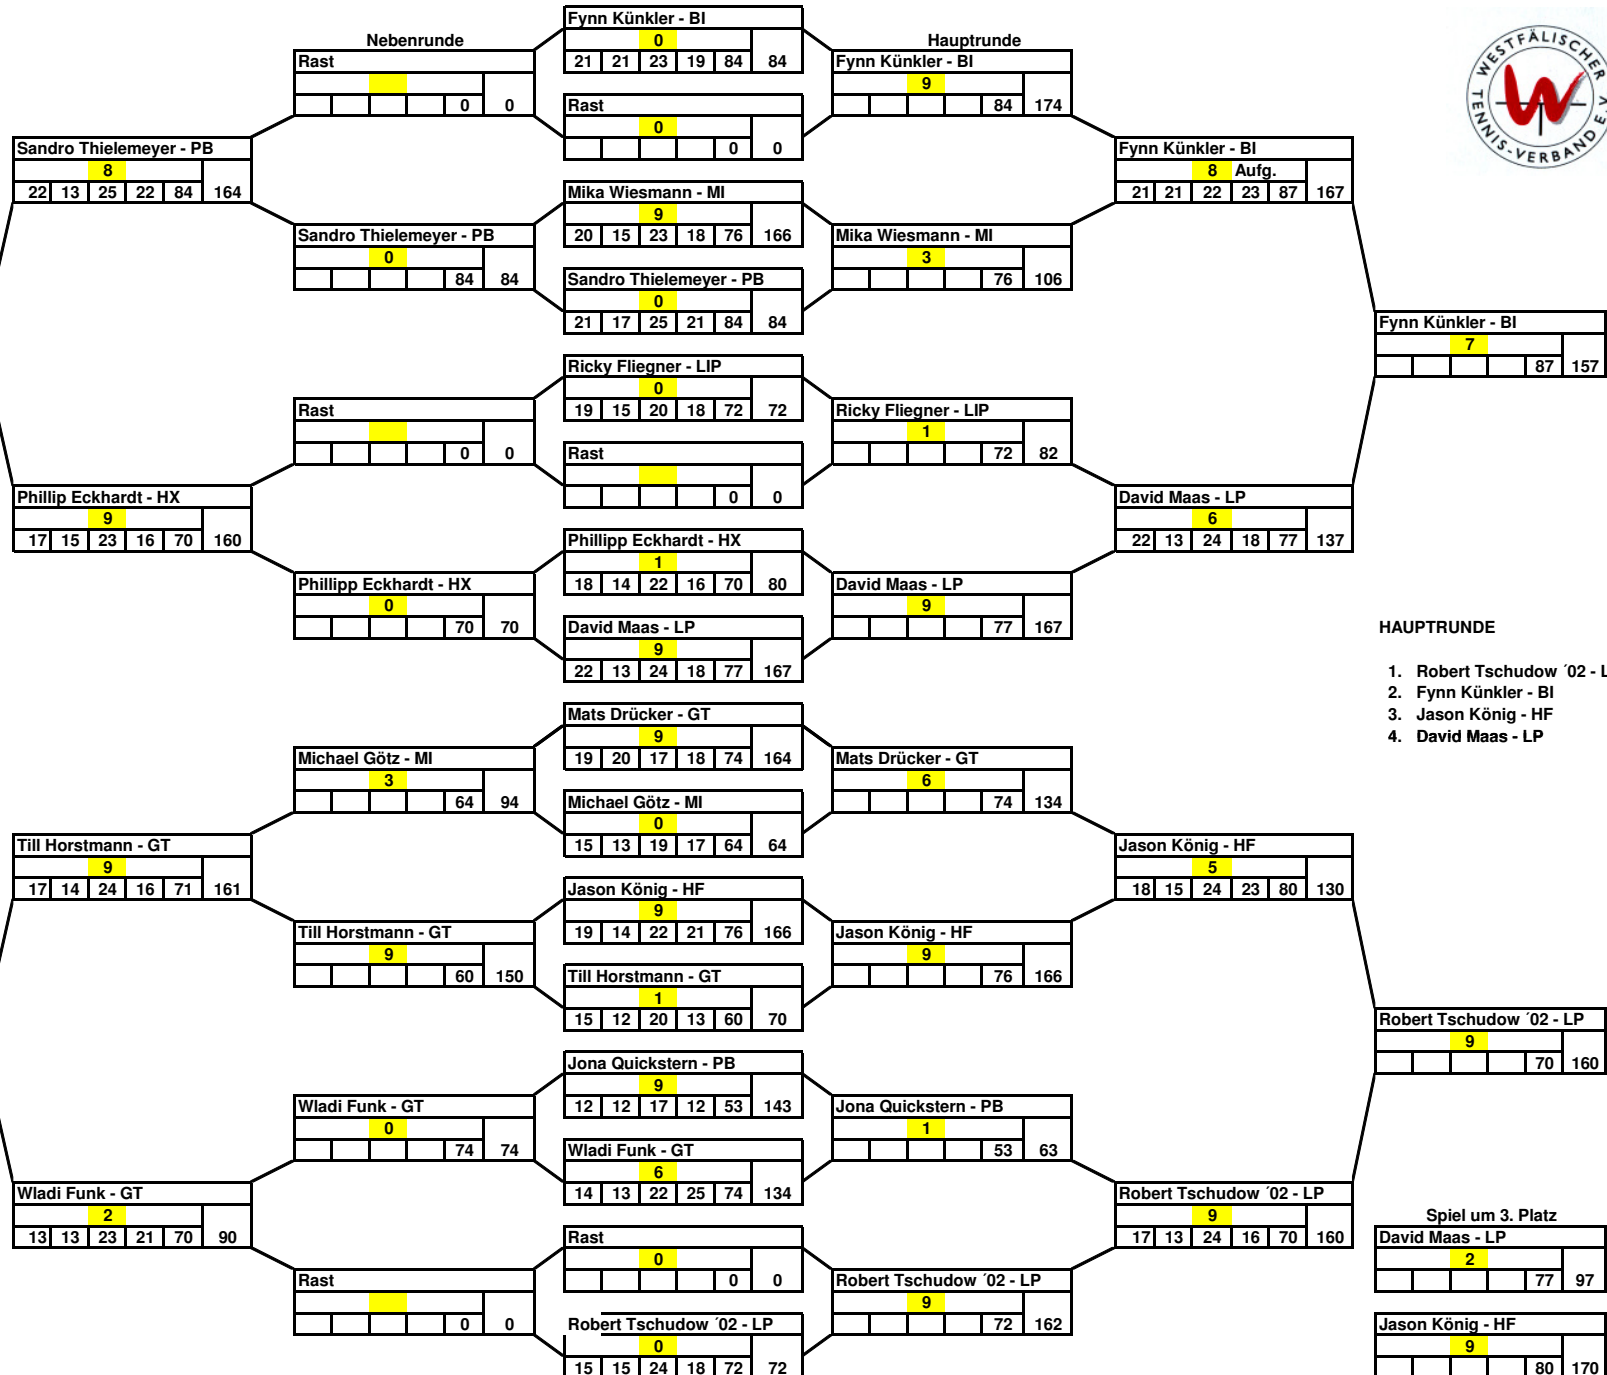 Nebenrunde
Hauptrunde
WESTFÄLISCHER
TENNIS-VERBAND E.V.
Sandro Thielemeyer - PB
8
22 13 25 22 84 164
Phillip Eckhardt - HX
9
17 15 23 16 70 160
Till Horstmann - GT
9
17 14 24 16 71 161
Wladi Funk - GT
2
13 13 23 21 70 90
Rast
0 0
Sandro Thielemeyer - PB
0
84 84
Rast
0 0
Phillipp Eckhardt - HX
0
70 70
Michael Götz - MI
3
64 94
Till Horstmann - GT
9
60 150
Wladi Funk - GT
0
74 74
Rast
0 0
Fynn Künkler - BI
0
21 21 23 19 84 84
Rast
0
0 0
Mika Wiesmann - MI
9
20 15 23 18 76 166
Sandro Thielemeyer - PB
0
21 17 25 21 84 84
Ricky Fliegner - LIP
0
19 15 20 18 72 72
Rast
0 0
Phillipp Eckhardt - HX
1
18 14 22 16 70 80
David Maas - LP
9
22 13 24 18 77 167
Mats Drücker - GT
9
19 20 17 18 74 164
Michael Götz - MI
0
15 13 19 17 64 64
Jason König - HF
9
19 14 22 21 76 166
Till Horstmann - GT
1
15 12 20 13 60 70
Jona Quickstern - PB
9
12 12 17 12 53 143
Wladi Funk - GT
6
14 13 22 25 74 134
Rast
0
0 0
Robert Tschudow ´02 - LP
0
15 15 24 18 72 72
Fynn Künkler - BI
9
84 174
Mika Wiesmann - MI
3
76 106
Ricky Fliegner - LIP
1
72 82
David Maas - LP
9
77 167
Mats Drücker - GT
6
74 134
Jason König - HF
9
76 166
Jona Quickstern - PB
1
53 63
Robert Tschudow ´02 - LP
9
72 162
Fynn Künkler - BI
8 Aufg.
21 21 22 23 87 167
David Maas - LP
6
22 13 24 18 77 137
Jason König - HF
5
18 15 24 23 80 130
Robert Tschudow ´02 - LP
9
17 13 24 16 70 160
Fynn Künkler - BI
7
87 157
HAUPTRUNDE
1. Robert Tschudow ´02 - L
2. Fynn Künkler - BI
3. Jason König - HF
4. David Maas - LP
Robert Tschudow ´02 - LP
9
70 160
Spiel um 3. Platz
David Maas - LP
2
77 97
Jason König - HF
9
80 170